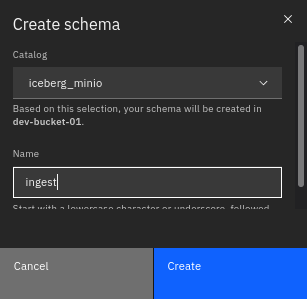 Create schema
Catalog
iceberg_minio
Based on this selection, your schema will be created in
dev-bucket-01.
Name
ingest
Start with a lowercase character or underscore, followed
Cancel
Create